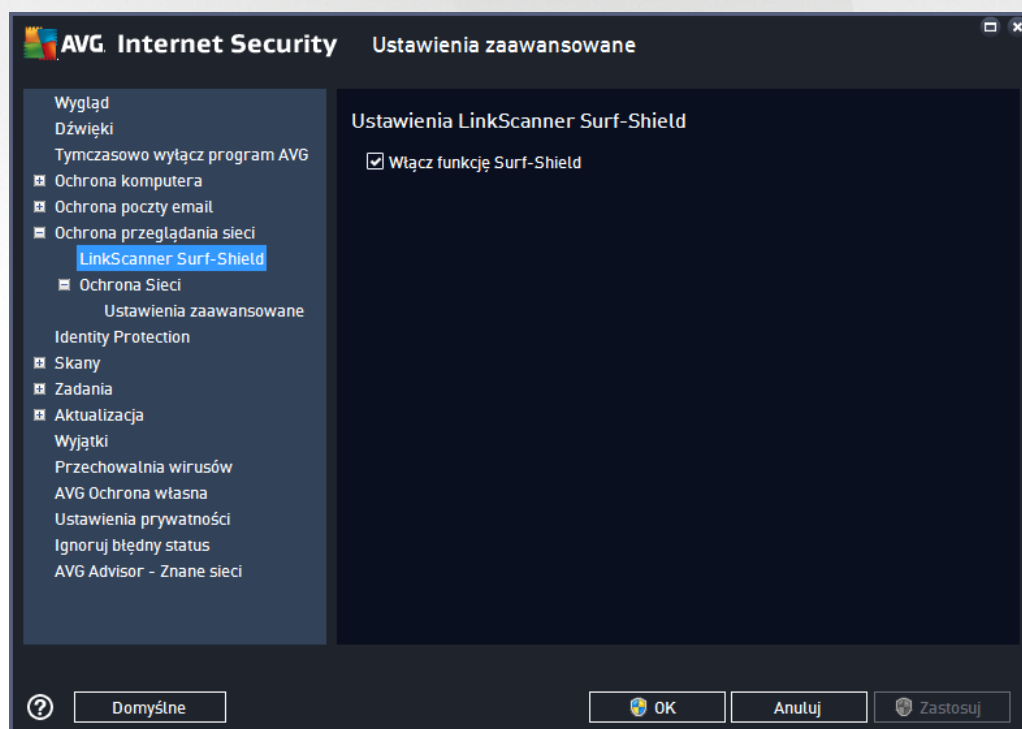 AVG. Internet Security Ustawienia zaawansowane
Wygląd
Dźwięki
Tymczasowo wyłącz program AVG
Ochrona komputera
Ochrona poczty email
Ochrona przeglądania sieci
LinkScanner Surf-Shield
Ochrona Sieci
Ustawienia zaawansowane
Identity Protection
Skany
Zadania
Aktualizacja
Wyjątki
Przechowalnia wirusów
AVG Ochrona własna
Ustawienia prywatności
Ignoruj błędny status
AVG Advisor - Znane sieci
Ustawienia LinkScanner Surf-Shield
Włącz funkcję Surf-Shield
? Domyślne OK Anuluj Zastosuj